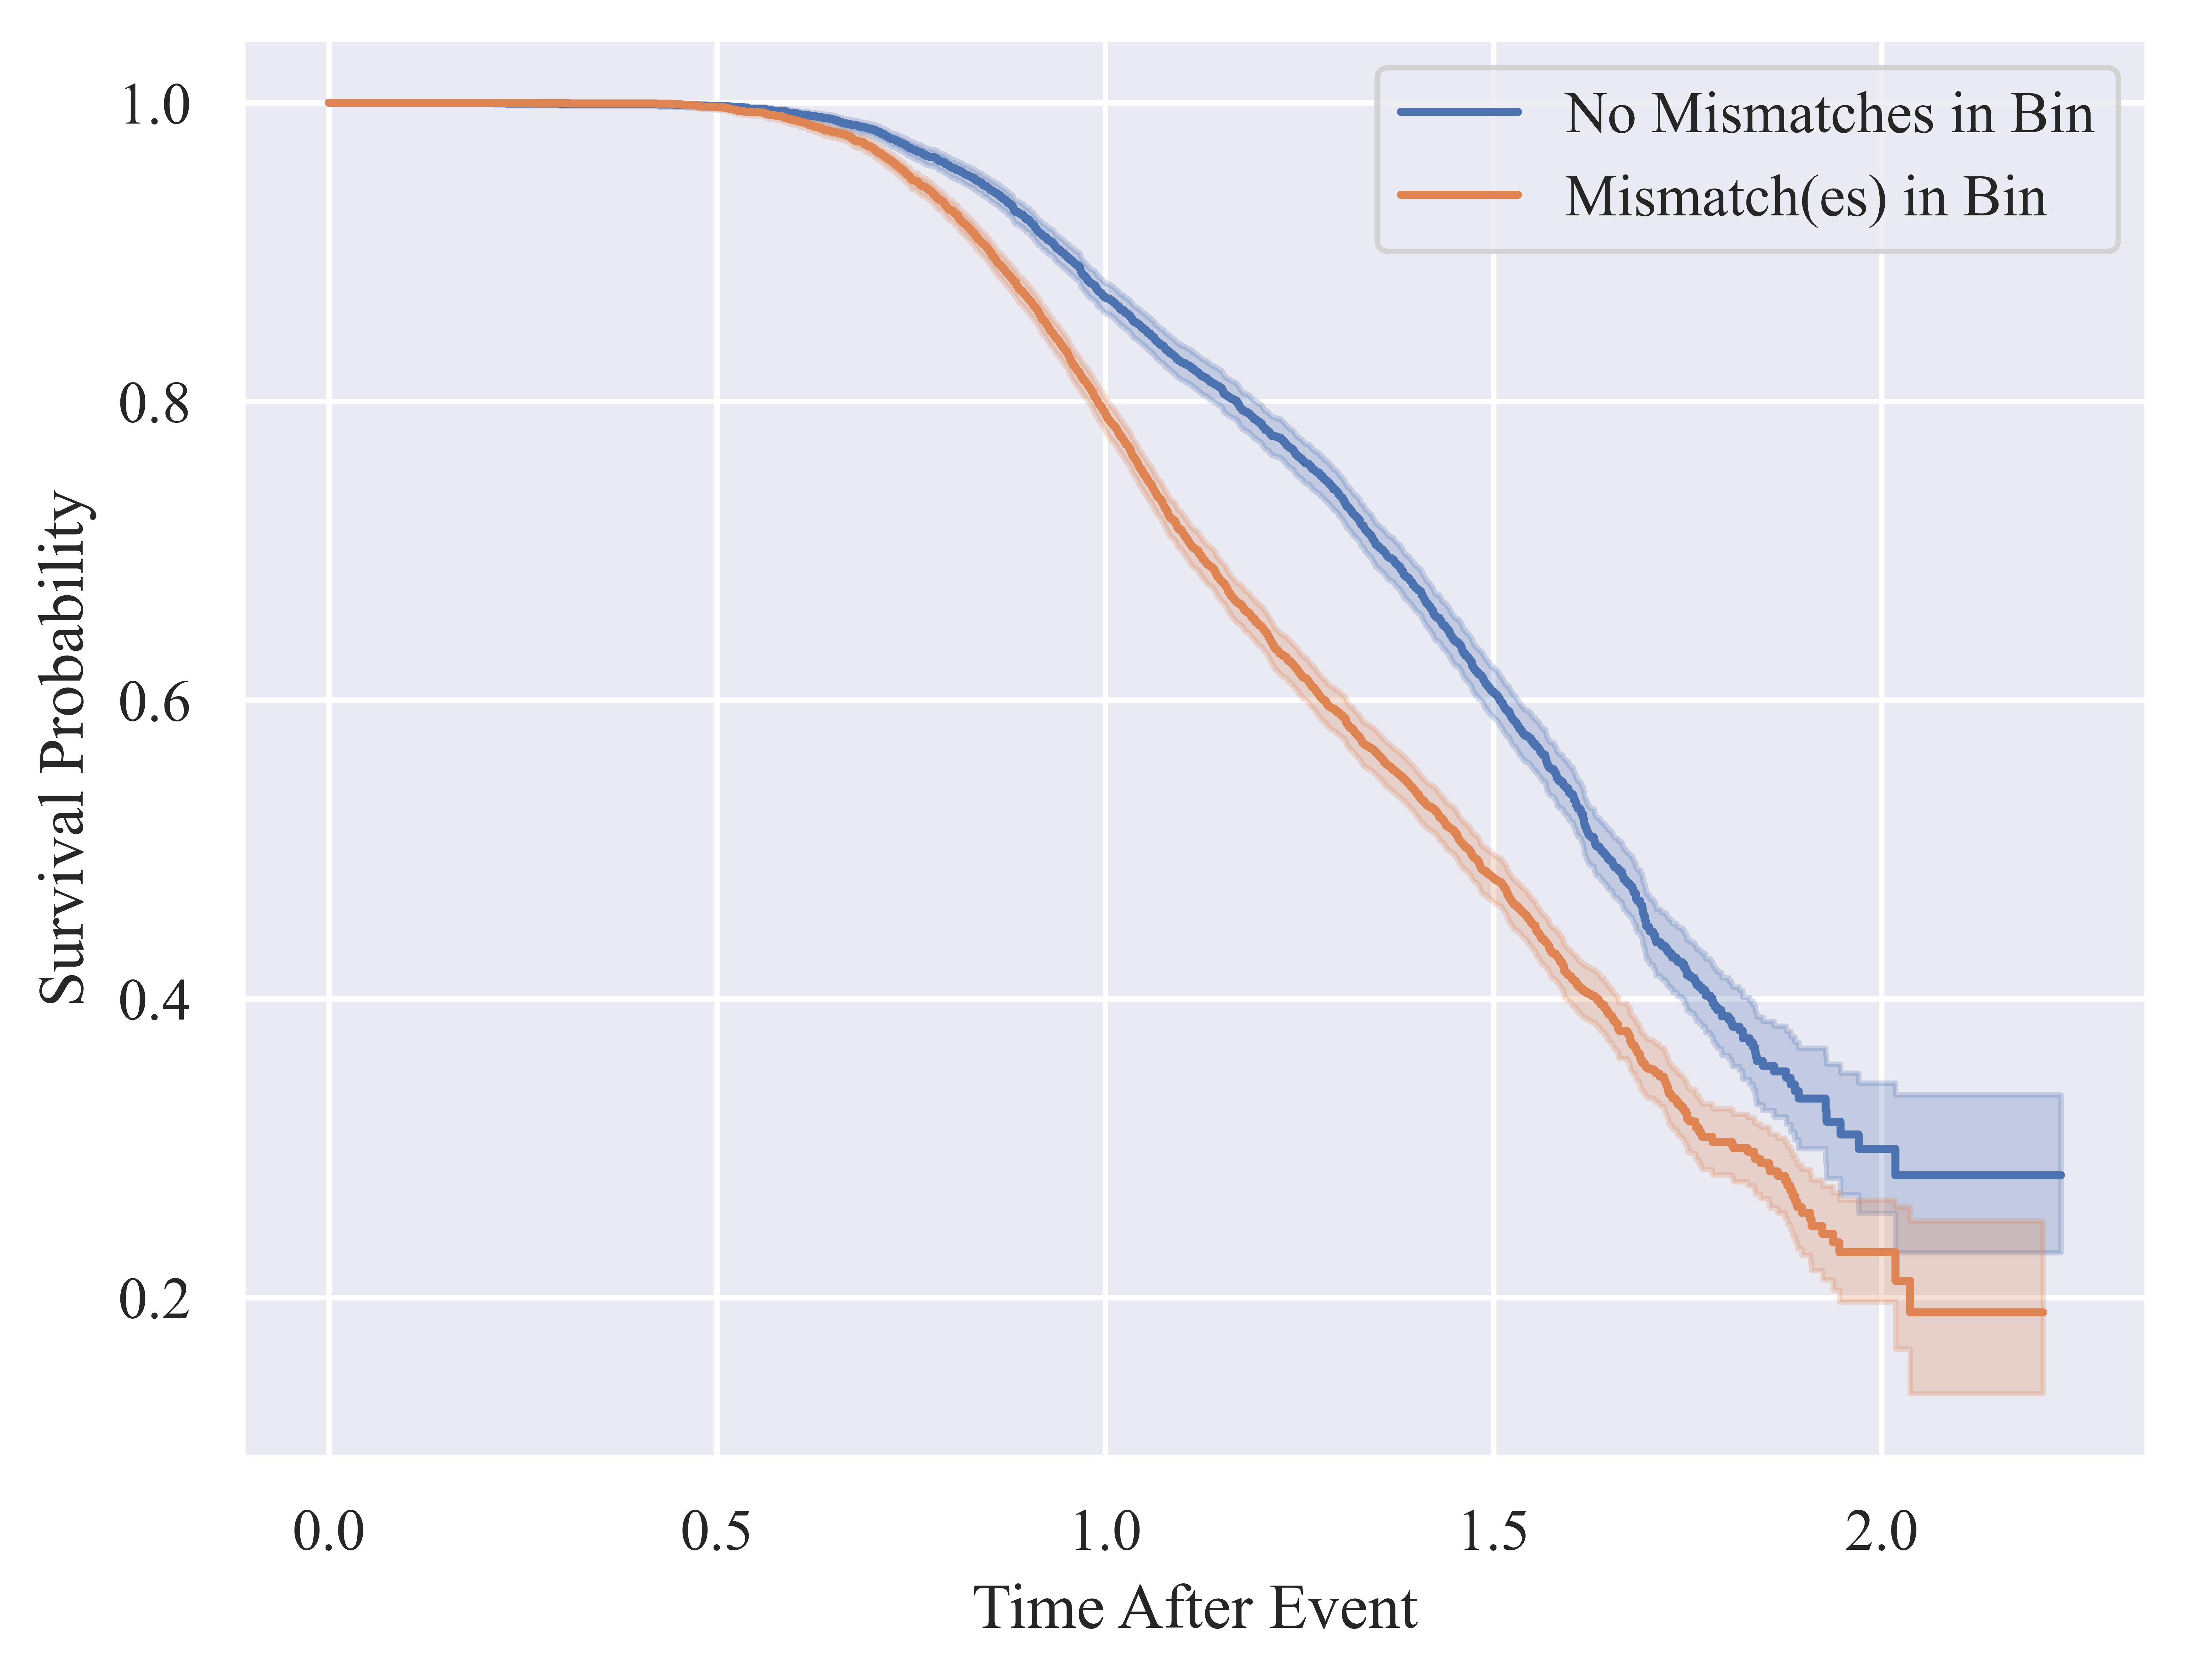 No Mismatches in Bin
Mismatch(es) in Bin
1.0
0.8
0.6
0.4
0.2
Survival Probability
0.0 0.5 1.0 1.5 2.0
Time After Event